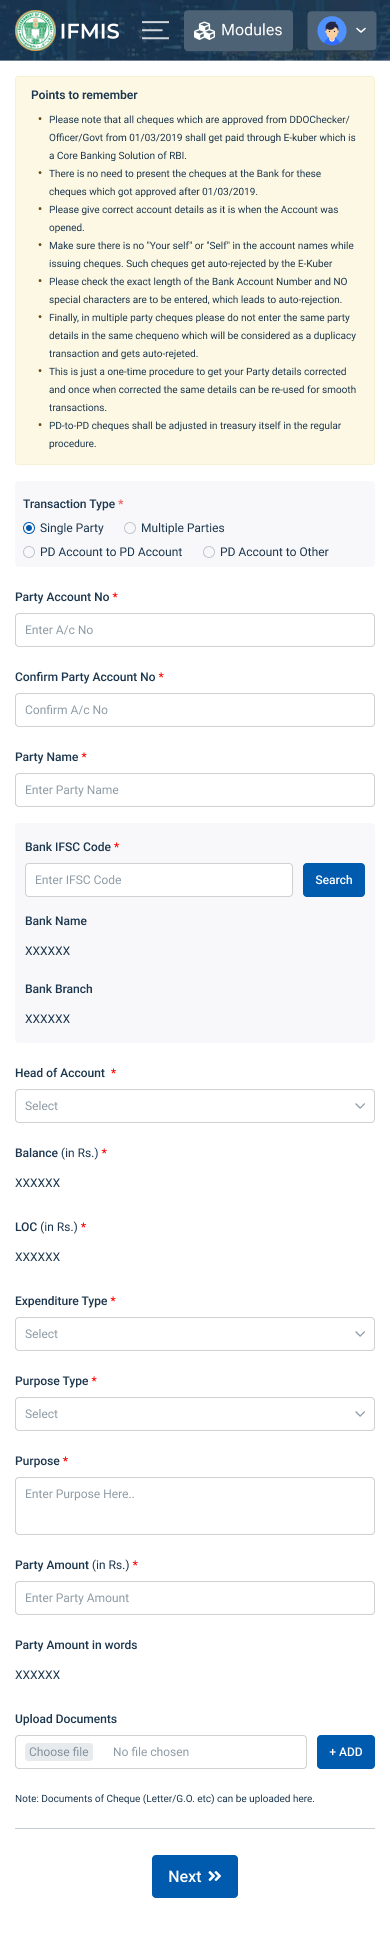 IFMIS
Modules
Points to remember
• Please note that all cheques which are approved from DDOChecker/
Officer/Govt from 01/03/2019 shall get paid through E-kuber which is
a Core Banking Solution of RBI.
• There is no need to present the cheques at the Bank for these
cheques which got approved after 01/03/2019.
• Please give correct account details as it is when the Account was
opened.
• Make sure there is no "Your self" or "Self" in the account names while
issuing cheques. Such cheques get auto-rejected by the E-Kuber
• Please check the exact length of the Bank Account Number and NO
special characters are to be entered, which leads to auto-rejection.
• Finally, in multiple party cheques please do not enter the same party
details in the same chequeno which will be considered as a duplicacy
transaction and gets auto-rejeted.
• This is just a one-time procedure to get your Party details corrected
and once when corrected the same details can be re-used for smooth
transactions.
• PD-to-PD cheques shall be adjusted in treasury itself in the regular
procedure.
Transaction Type *
Single Party Multiple Parties
PD Account to PD Account PD Account to Other
Party Account No *
Enter A/c No
Confirm Party Account No *
Confirm A/c No
Party Name *
Enter Party Name
Bank IFSC Code *
Enter IFSC Code Search
Bank Name
XXXXXX
Bank Branch
XXXXXX
Head of Account *
Select
Balance (in Rs.) *
XXXXXX
LOC (in Rs.) *
XXXXXX
Expenditure Type *
Select
Purpose Type *
Select
Purpose *
Enter Purpose Here..
Party Amount (in Rs.) *
Enter Party Amount
Party Amount in words
XXXXXX
Upload Documents
Choose file No file chosen + ADD
Note: Documents of Cheque (Letter/G.O. etc) can be uploaded here.
Next »